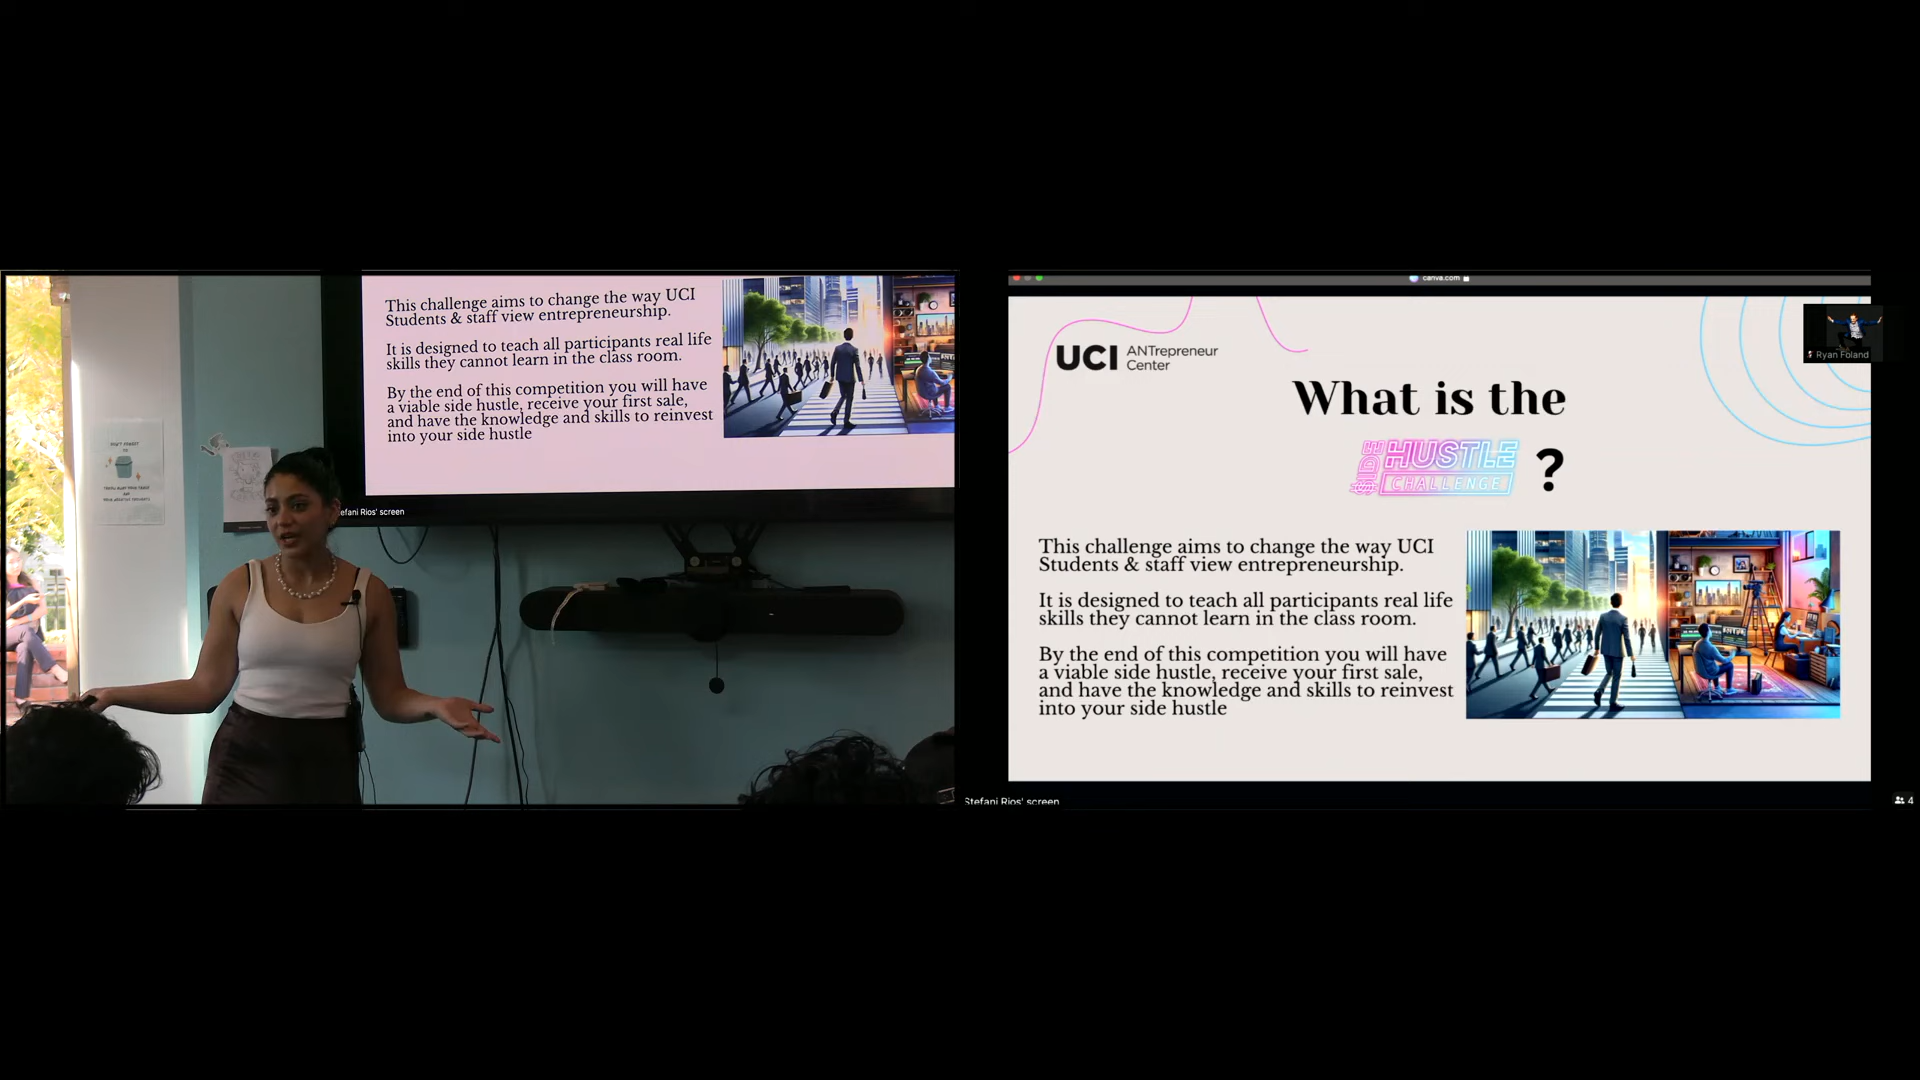 This challenge aims to change the way UCI
Students & staff view entrepreneurship.
It is designed to teach all participants real life
skills they cannot learn in the class room.
By the end of this competition you will have
a viable side hustle, receive your first sale,
and have the knowledge and skills to reinvest
into your side hustle
efani Rios' screen
canva.com
UCI ANTrepreneur
Center
What is the
SIDE HUSTLE
CHALLENGE
?
Ryan Foland
This challenge aims to change the way UCI
Students & staff view entrepreneurship.
It is designed to teach all participants real life
skills they cannot learn in the class room.
By the end of this competition you will have
a viable side hustle, receive your first sale,
and have the knowledge and skills to reinvest
into your side hustle
Stefani Rios' screen
4